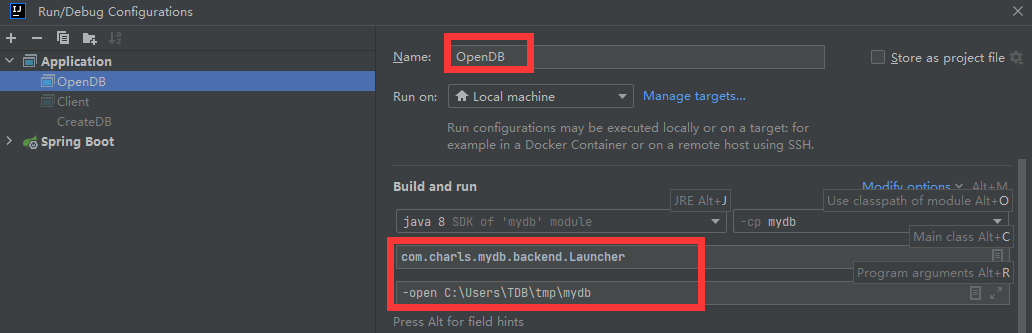 IJ Run/Debug Configurations
Application
OpenDB
Client
CreateDB
Spring Boot
Name: OpenDB
Store as project file
Run on: Local machine Manage targets...
Run configurations may be executed locally or on a target: for
example in a Docker Container or on a remote host using SSH.
Build and run
Modify options Alt+M
JRE Alt+J
Use classpath of module Alt+O
java 8 SDK of 'mydb' module
-cp mydb
Main class Alt+C
com.charls.mydb.backend.Launcher
Program arguments Alt+R
-open C:\Users\TDB\tmp\mydb
Press Alt for field hints